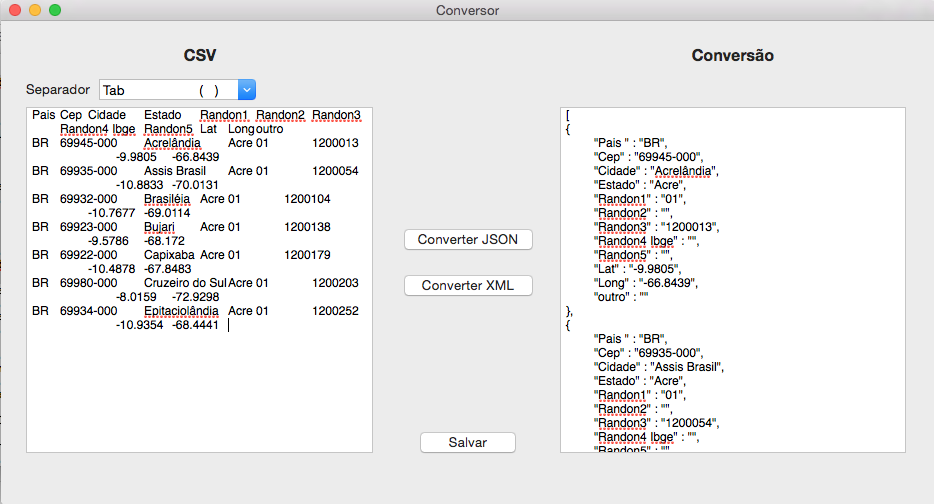 Conversor
CSV
Separador
Tab ( )
Pais Cep Cidade Estado Randon1 Randon2 Randon3
Randon4 Ibge Randon5 Lat Long outro
BR 69945-000 Acrelândia Acre 01 1200013
-9.9805 -66.8439
BR 69935-000 Assis Brasil Acre 01 1200054
-10.8833 -70.0131
BR 69932-000 Brasiléia Acre 01 1200104
-10.7677 -69.0114
BR 69923-000 Bujari Acre 01 1200138
-9.5786 -68.172
BR 69922-000 Capixaba Acre 01 1200179
-10.4878 -67.8483
BR 69980-000 Cruzeiro do Sul Acre 01 1200203
-8.0159 -72.9298
BR 69934-000 Epitaciolândia Acre 01 1200252
-10.9354 -68.4441
Converter JSON
Converter XML
Salvar
Conversão
[
{
"Pais " : "BR",
"Cep" : "69945-000",
"Cidade" : "Acrelândia",
"Estado" : "Acre",
"Randon1" : "01",
"Randon2" : "",
"Randon3" : "1200013",
"Randon4 Ibge" : "",
"Randon5" : "",
"Lat" : "-9.9805",
"Long" : "-66.8439",
"outro" : ""
},
{
"Pais " : "BR",
"Cep" : "69935-000",
"Cidade" : "Assis Brasil",
"Estado" : "Acre",
"Randon1" : "01",
"Randon2" : "",
"Randon3" : "1200054",
"Randon4 Ibge" : "",
"Randon5" : ""